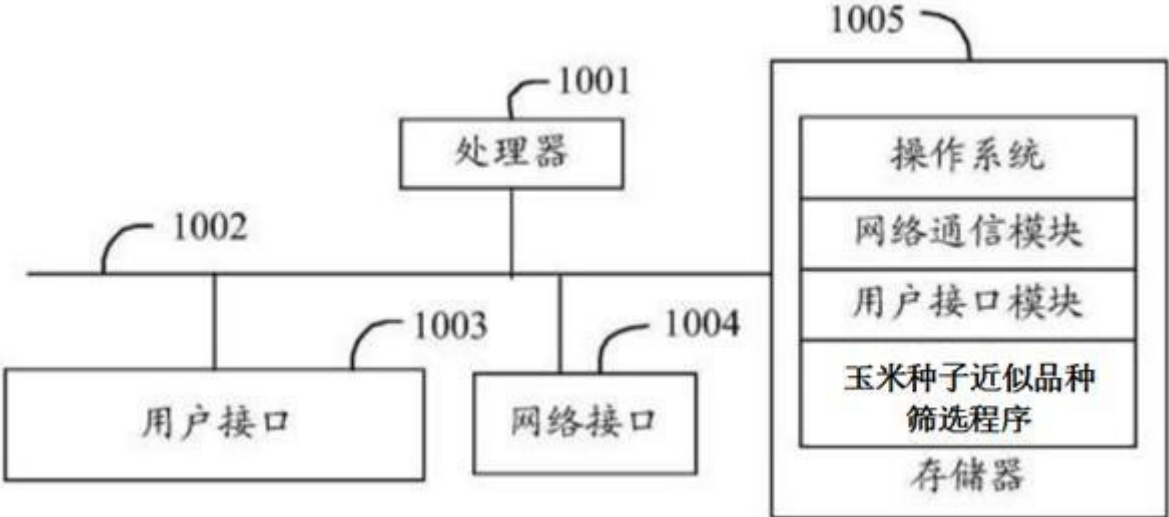 1005
1001
处理器
操作系统
1002
网络通信模块
用户接口模块
1003
1004
玉米种子近似品种
筛选程序
用户接口
网络接口
存储器